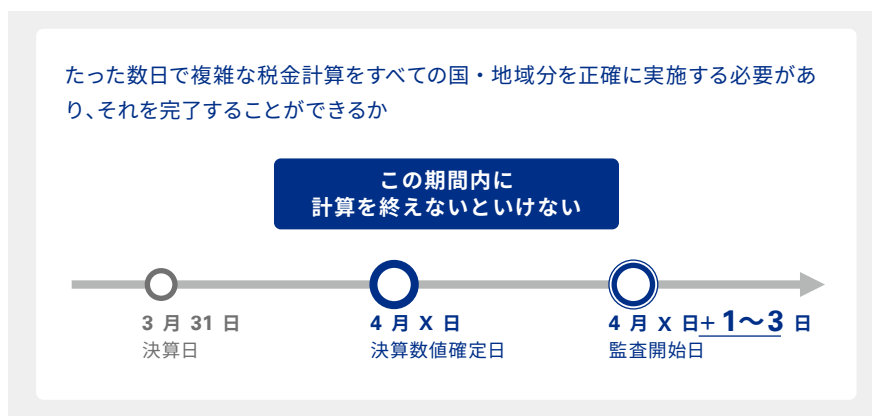 たった数日で複雑な税金計算をすべての国・地域分を正確に実施する必要があ
り、それを完了することができるか
この期間内に
計算を終えないといけない
3 月 31 日
決算日
4 月 X 日
決算数値確定日
4 月 X 日+ 1〜3 日
監査開始日